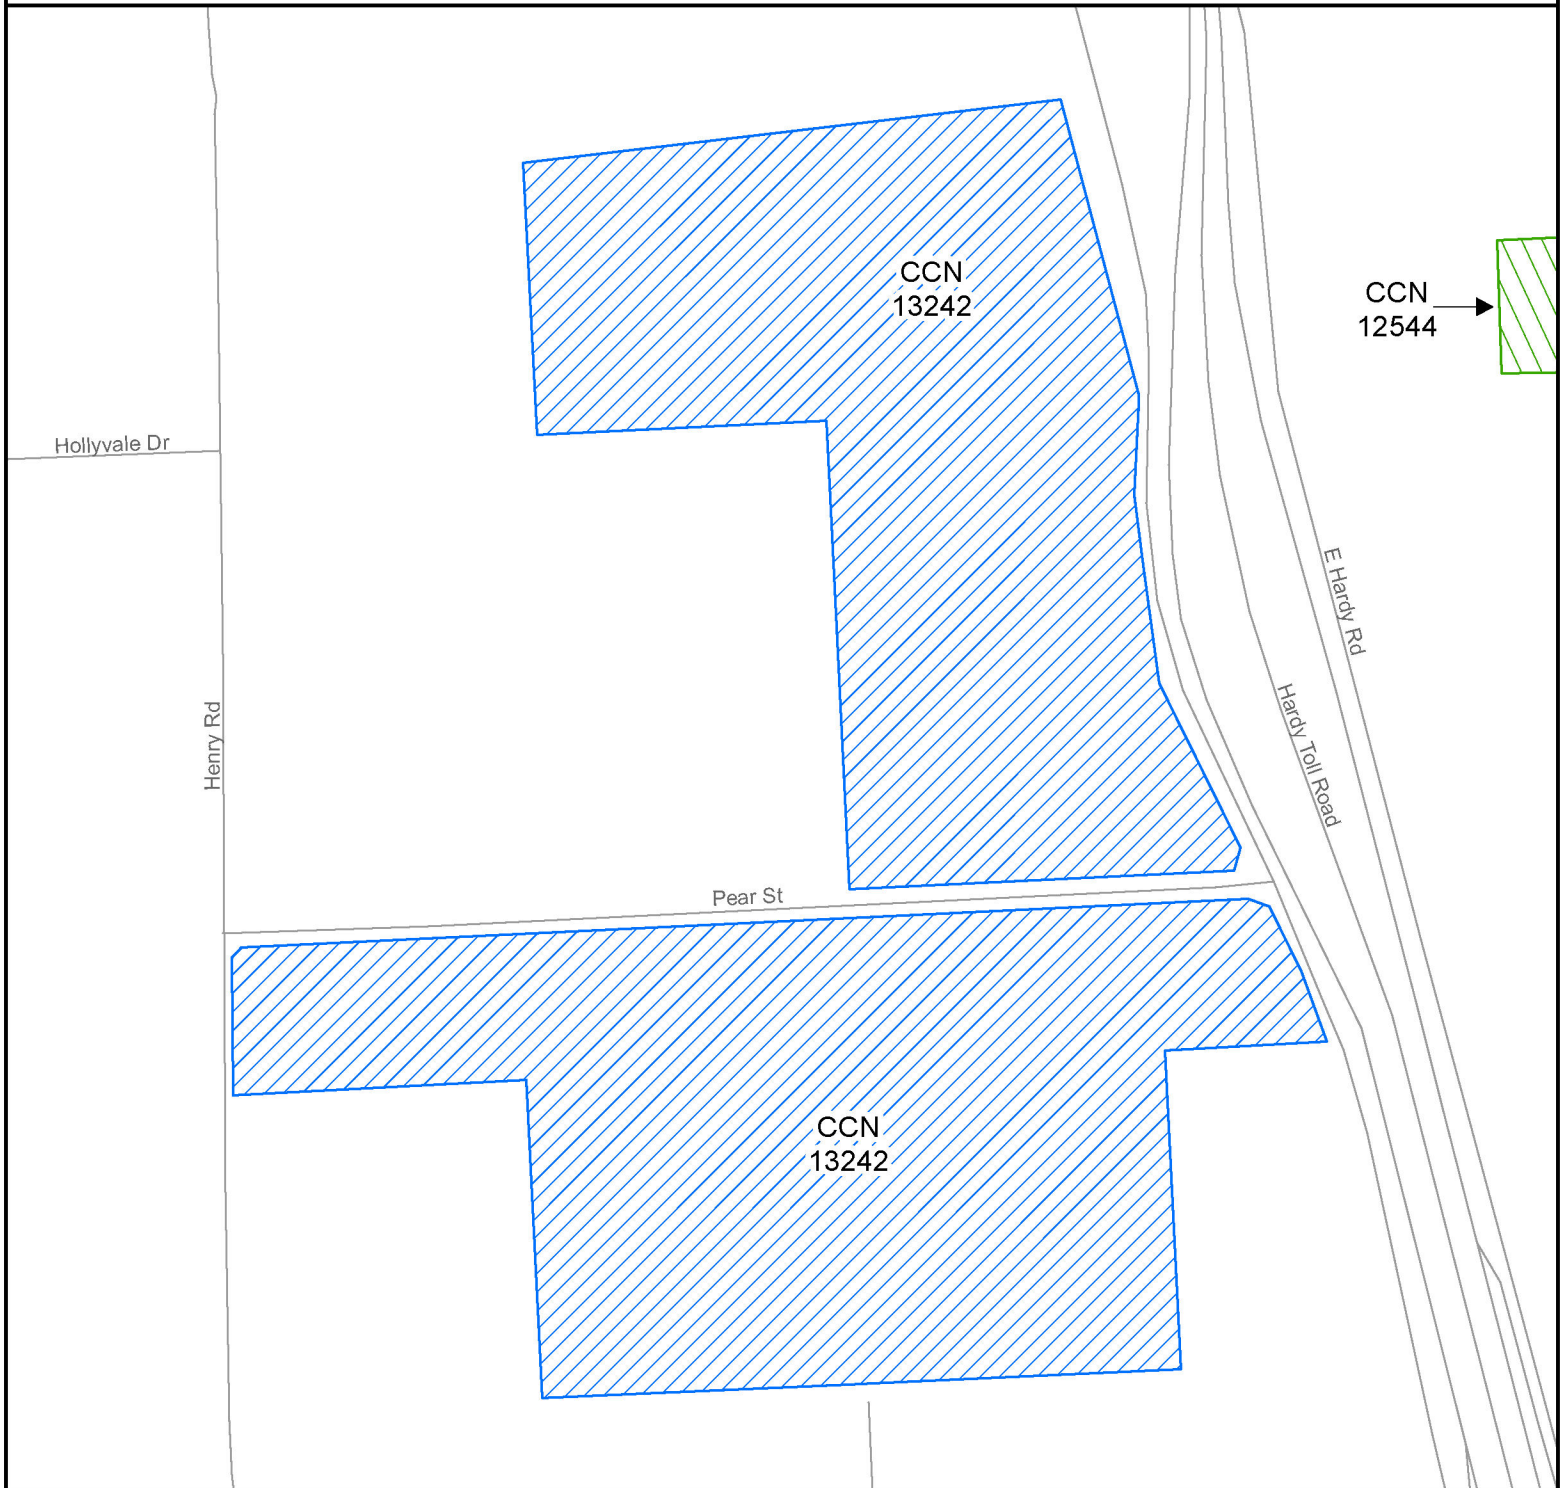 CCN
13242
CCN
12544
Hollyvale Dr
E Hardy Rd
Henry Rd
Hardy Toll Road
Pear St
CCN
13242